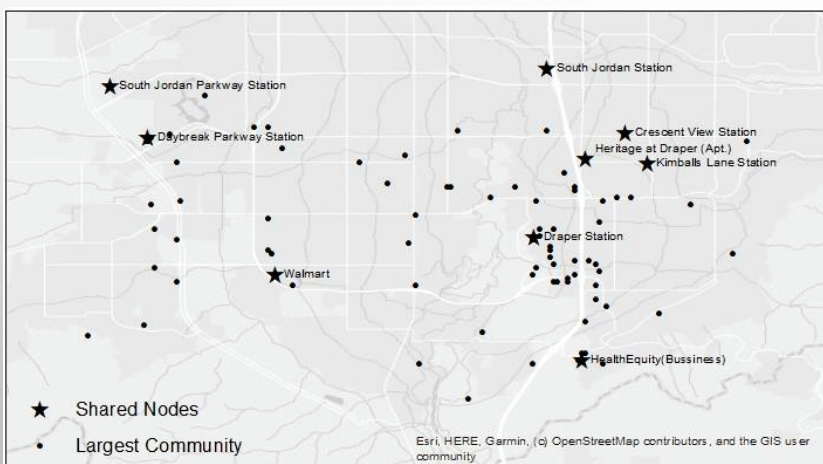 South Jordan Station
South Jordan Parkway Station
Crescent View Station
Daybreak Parkway Station
Heritage at Draper (Apt.)
Kimballs Lane Station
Draper Station
Walmart
HealthEquity(Bussiness)
Shared Nodes
Largest Community
Esri, HERE, Garmin, (c) OpenStreetMap contributors, and the GIS user
community